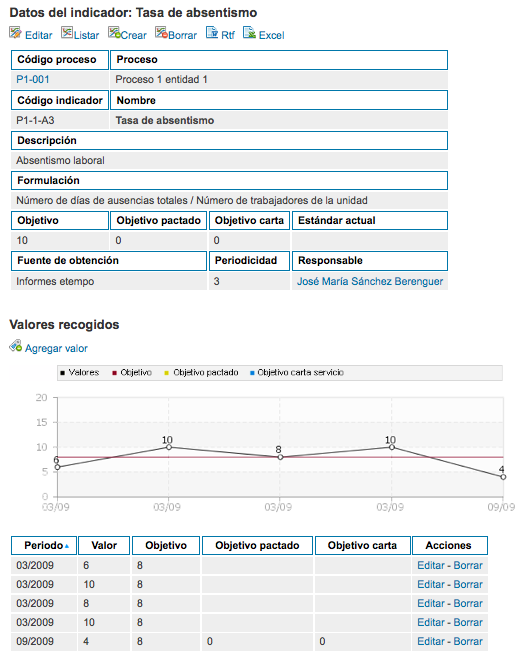 Datos del indicador: Tasa de absentismo
Editar Listar Crear Borrar Rtf Excel
Código proceso Proceso
P1-001 Proceso 1 entidad 1
Código indicador Nombre
P1-1-A3 Tasa de absentismo
Descripción
Absentismo laboral
Formulación
Número de días de ausencias totales / Número de trabajadores de la unidad
Objetivo Objetivo pactado Objetivo carta Estándar actual
10 0 0
Fuente de obtención Periodicidad Responsable
Informes etempo 3 José María Sánchez Berenguer
Valores recogidos
Agregar valor
Valores Objetivo Objetivo pactado Objetivo carta servicio
20
15
10
5
0
6 10 8 10 4
03/09 03/09 03/09 03/09 09/09
Periodo Valor Objetivo Objetivo pactado Objetivo carta Acciones
03/2009 6 8 Editar - Borrar
03/2009 10 8 Editar - Borrar
03/2009 8 8 Editar - Borrar
03/2009 10 8 Editar - Borrar
09/2009 4 8 0 0 Editar - Borrar